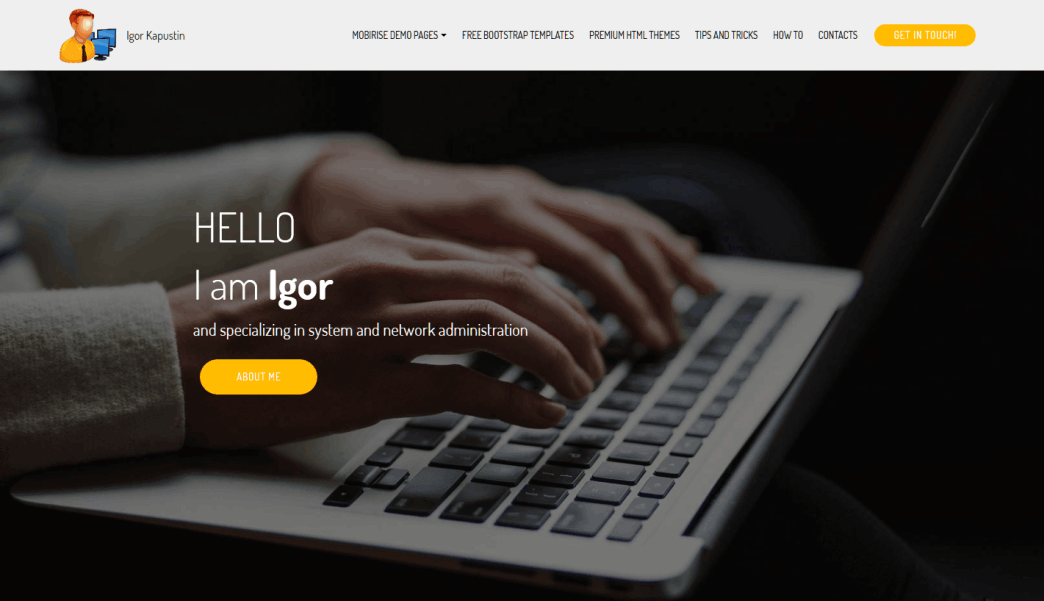 Igor Kapustin
MOBIRISE DEMO PAGES
FREE BOOTSTRAP TEMPLATES
PREMIUM HTML THEMES
TIPS AND TRICKS
HOW TO
CONTACTS
GET IN TOUCH!
HELLO
I am Igor
and specializing in system and network administration
ABOUT ME